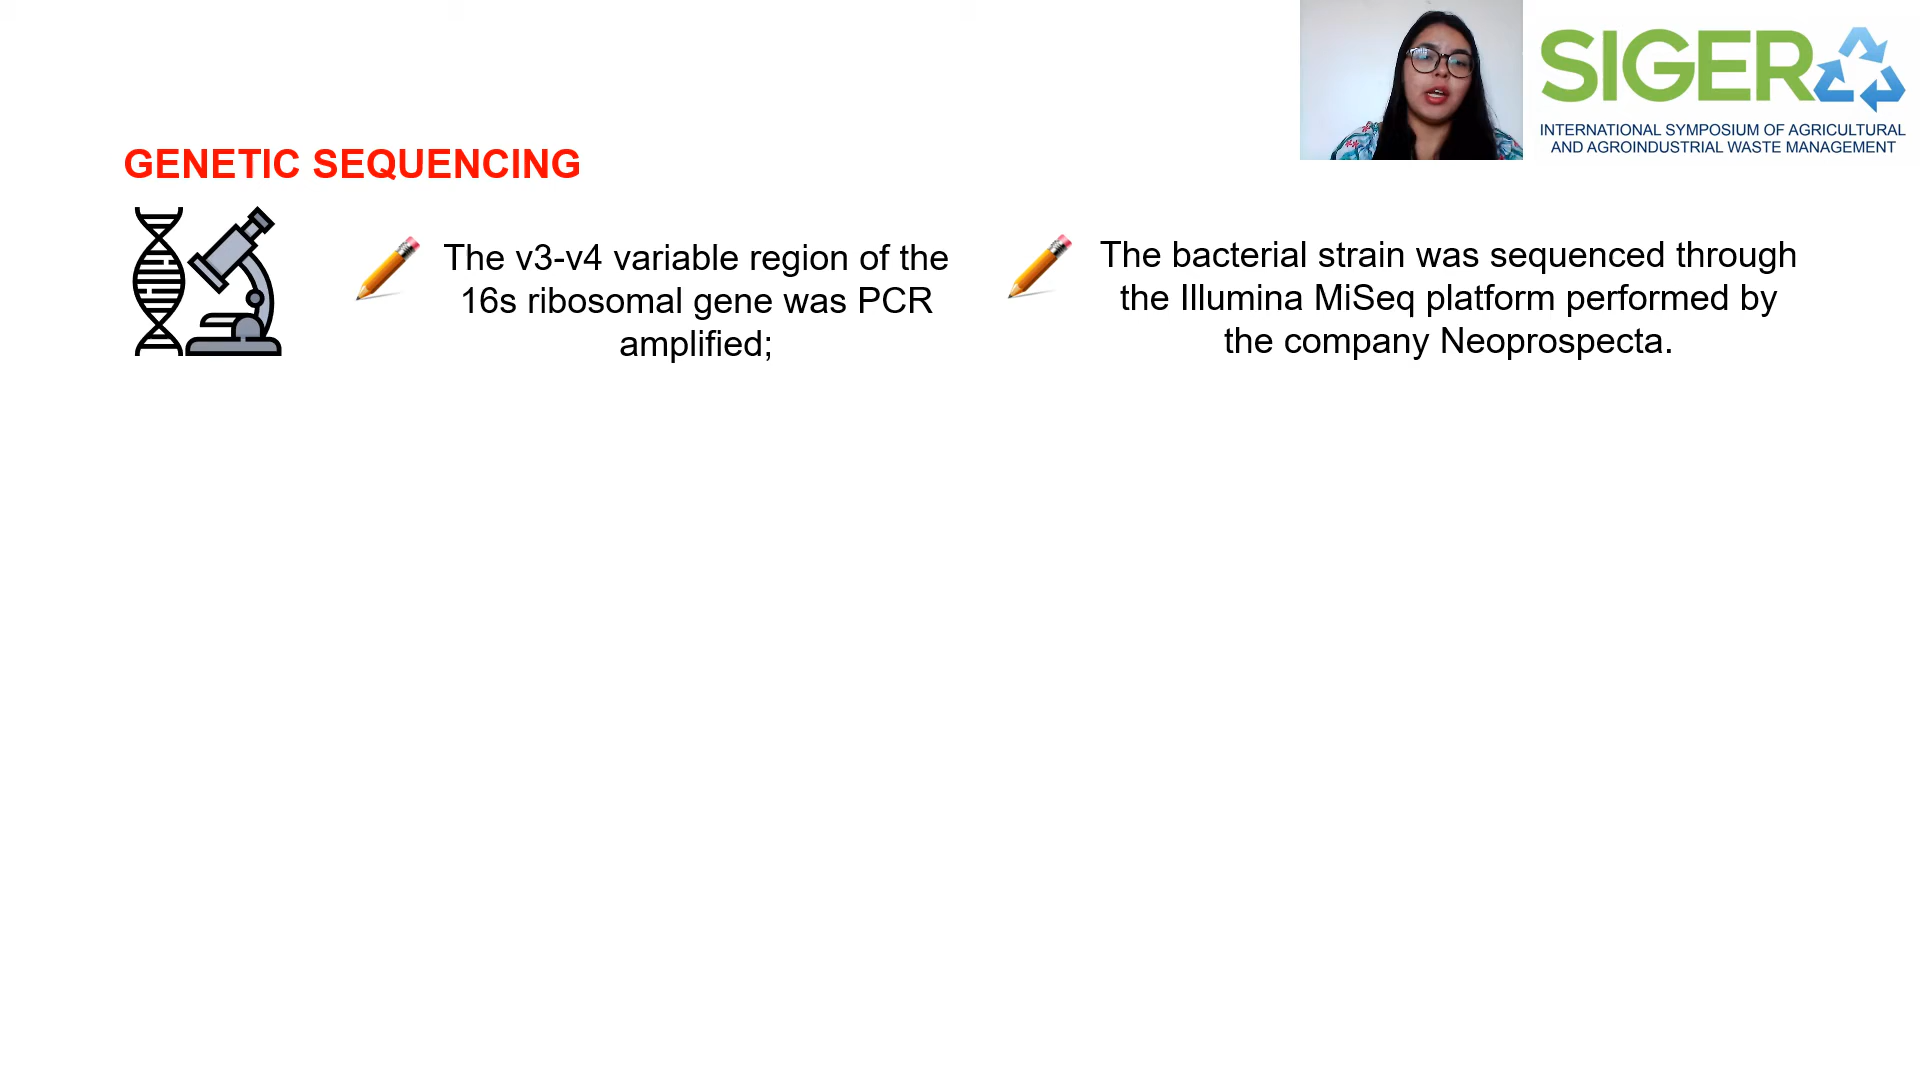 SIGER
INTERNATIONAL SYMPOSIUM OF AGRICULTURAL
AND AGROINDUSTRIAL WASTE MANAGEMENT
GENETIC SEQUENCING
The v3-v4 variable region of the
16s ribosomal gene was PCR
amplified;
The bacterial strain was sequenced through
the Illumina MiSeq platform performed by
the company Neoprospecta.